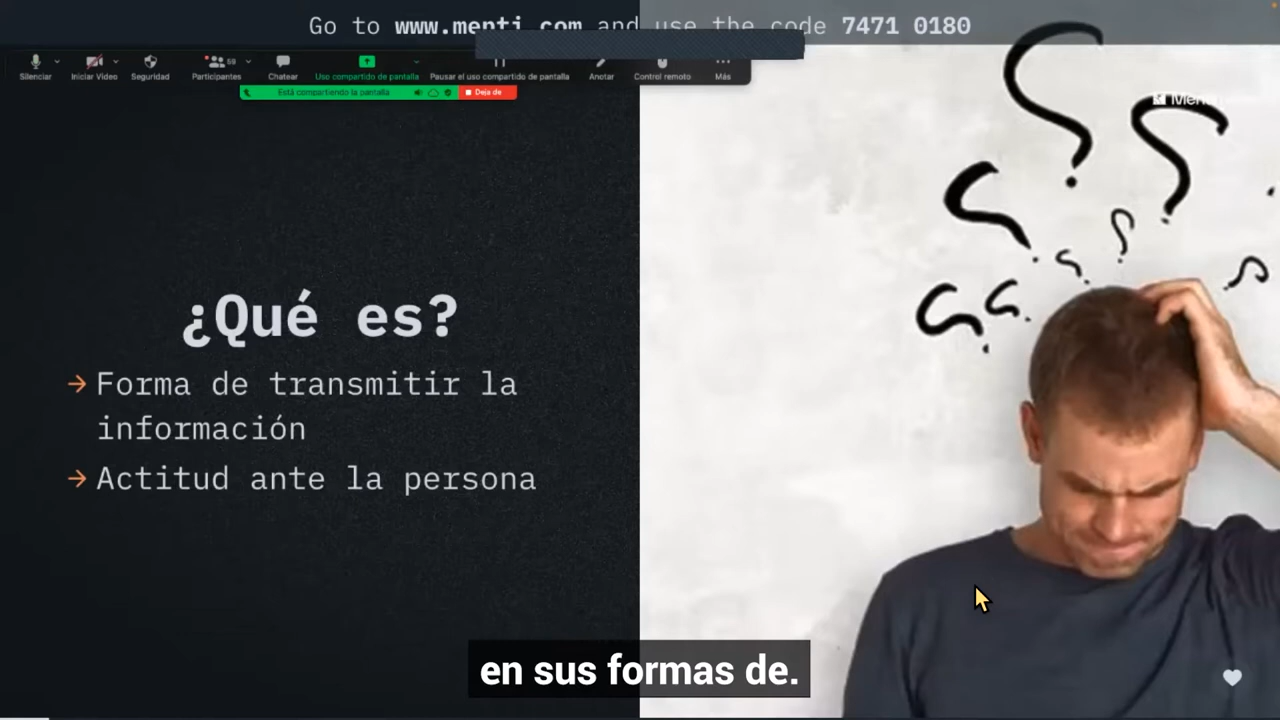 Go to www.menti.com and use the code 7471 0180
Silenciar
Iniciar Video
Seguridad
Participantes
Chatear
Uso compartido de pantalla
Pausar el uso compartido de pantalla
Anotar
Control remoto
Más
Está compartiendo la pantalla
Deja de
¿Qué es?
→ Forma de transmitir la
información
→ Actitud ante la persona
en sus formas de.